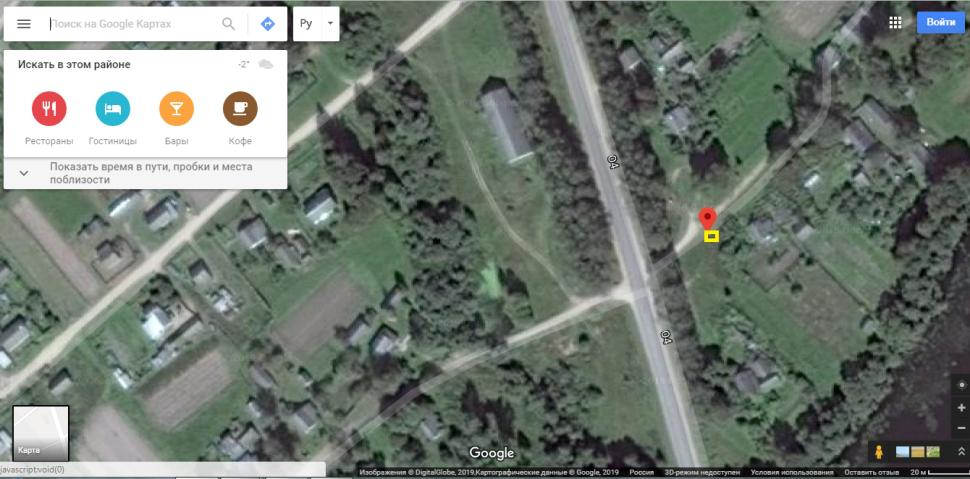 Поиск на Google Картах
Ру
Войти
Искать в этом районе
-2°
Рестораны
Гостиницы
Бары
Кофе
Показать время в пути, пробки и места
поблизости
Q4
Q4
Карта
Google
javascript:void(0)
Изображения © DigitalGlobe, 2019,Картографические данные © Google, 2019 Россия 3D-режим недоступен Условия использования Оставить отзыв 20 м